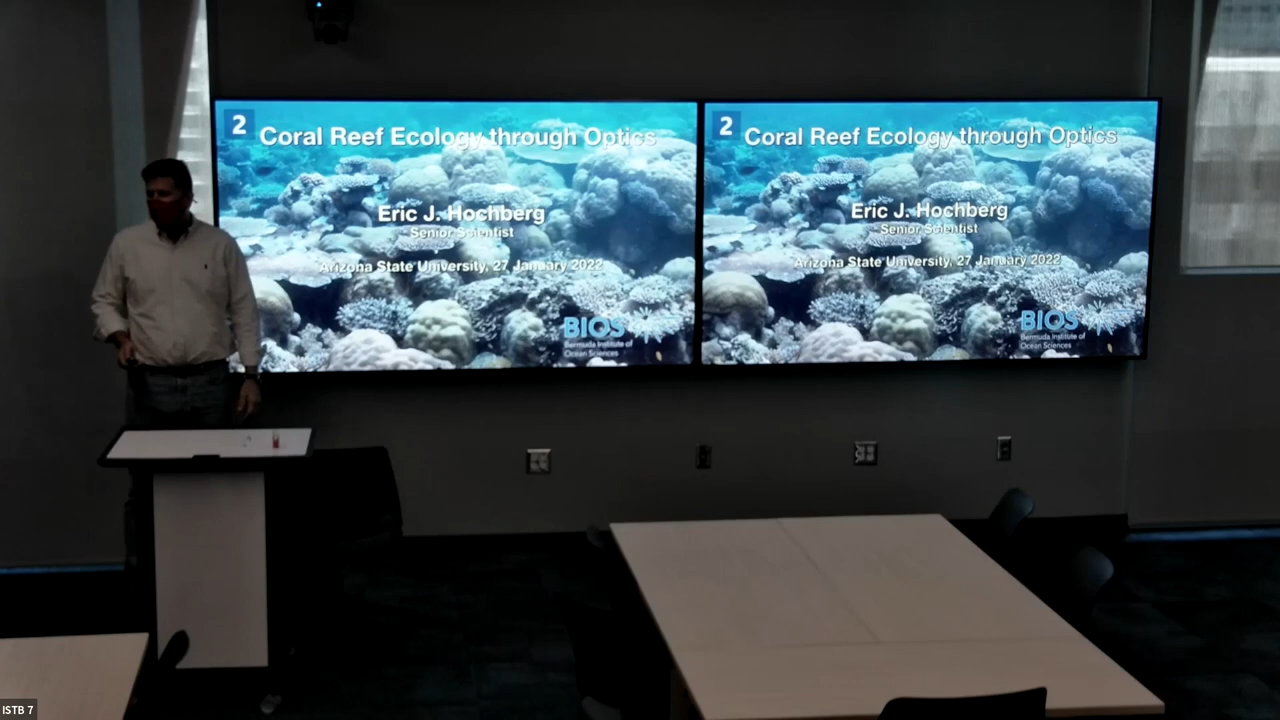 2
Coral Reef Ecology through Optics
Eric J. Hochberg
Senior Scientist
Arizona State University, 27 January 2022
BIOS
Bermuda Institute of
Ocean Sciences
2
Coral Reef Ecology through Optics
Eric J. Hochberg
Senior Scientist
Arizona State University, 27 January 2022
BIOS
Bermuda Institute of
Ocean Sciences
ISTB 7